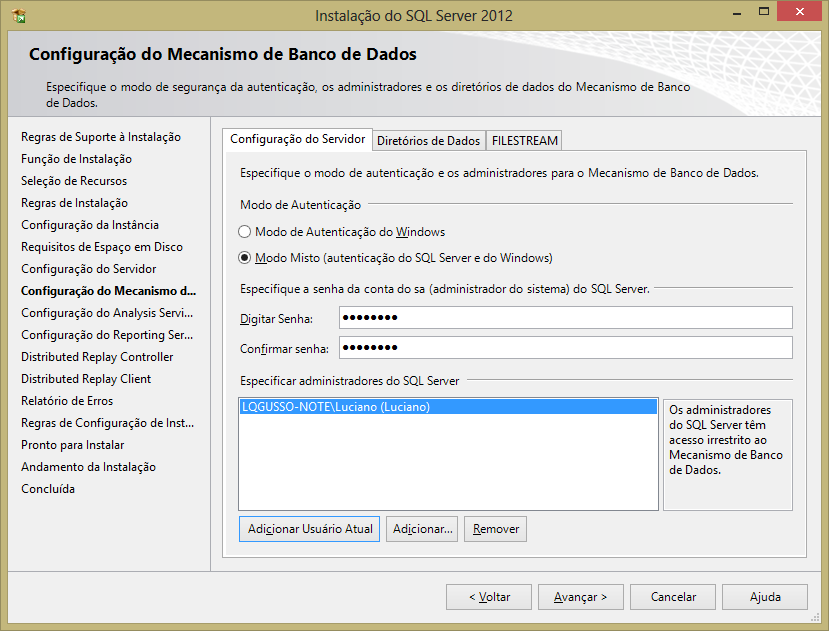 Instalação do SQL Server 2012
Configuração do Mecanismo de Banco de Dados
Especifique o modo de segurança da autenticação, os administradores e os diretórios de dados do Mecanismo de Banco
de Dados.
Regras de Suporte à Instalação
Função de Instalação
Seleção de Recursos
Regras de Instalação
Configuração da Instância
Requisitos de Espaço em Disco
Configuração do Servidor
Configuração do Mecanismo d...
Configuração do Analysis Servi...
Configuração do Reporting Ser...
Distributed Replay Controller
Distributed Replay Client
Relatório de Erros
Regras de Configuração de Inst...
Pronto para Instalar
Andamento da Instalação
Concluída
Configuração do Servidor Diretórios de Dados FILESTREAM
Especifique o modo de autenticação e os administradores para o Mecanismo de Banco de Dados.
Modo de Autenticação
Modo de Autenticação do Windows
Modo Misto (autenticação do SQL Server e do Windows)
Especifique a senha da conta do sa (administrador do sistema) do SQL Server.
Digitar Senha: ●●●●●●●●
Confirmar senha: ●●●●●●●●
Especificar administradores do SQL Server
LQGUSSO-NOTE\Luciano (Luciano)
Os administradores
do SQL Server têm
acesso irrestrito ao
Mecanismo de Banco
de Dados.
Adicionar Usuário Atual Adicionar... Remover
< Voltar Avançar > Cancelar Ajuda